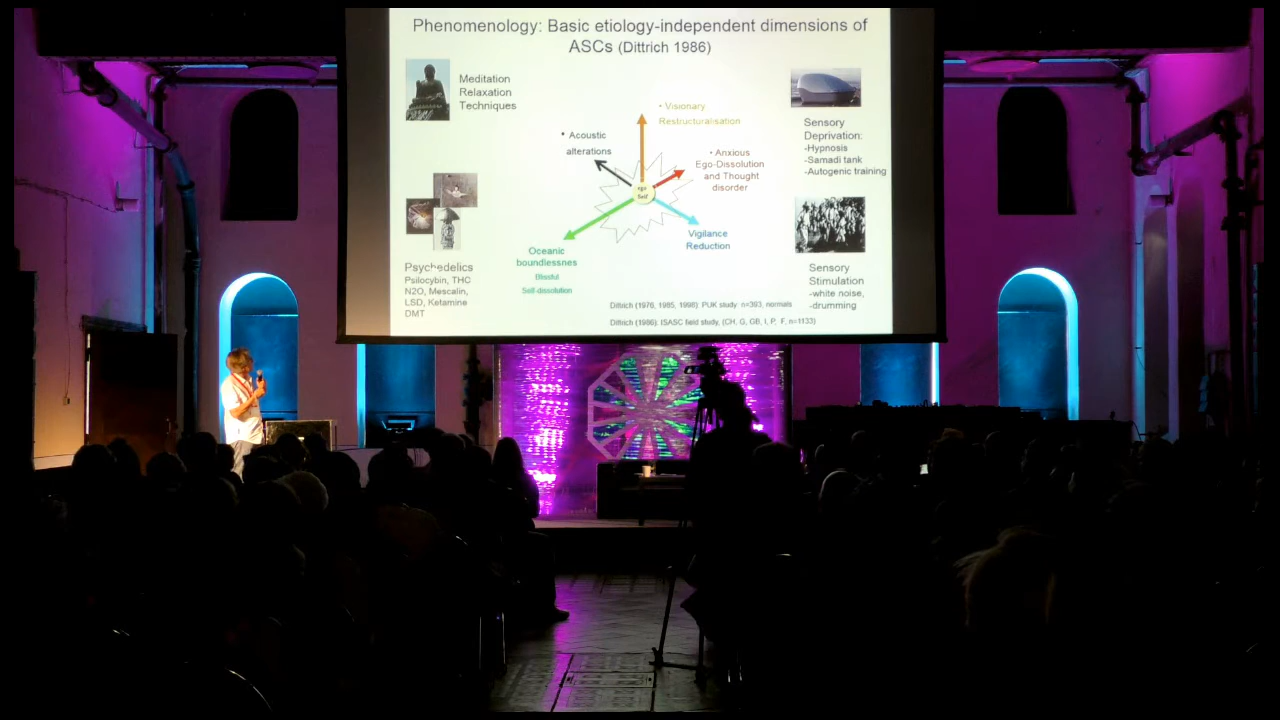 Phenomenology: Basic etiology-independent dimensions of
ASCs (Dittrich 1986)
Meditation
Relaxation
Techniques
• Visionary
Restructuralisation
• Acoustic
alterations
• Anxious
Ego-Dissolution
and Thought
disorder
ego
Self
Vigilance
Reduction
Oceanic
boundlessnes
Blissful
Self-dissolution
Sensory
Deprivation:
-Hypnosis
-Samadi tank
-Autogenic training
Psychedelics
Psilocybin, THC
N2O, Mescalin,
LSD, Ketamine
DMT
Sensory
Stimulation
-white noise,
-drumming
Dittrich (1976, 1985, 1998): PUK study n=393, normals
Dittrich (1986): ISASC field study, (CH, G, GB, I, P, F, n=1133)